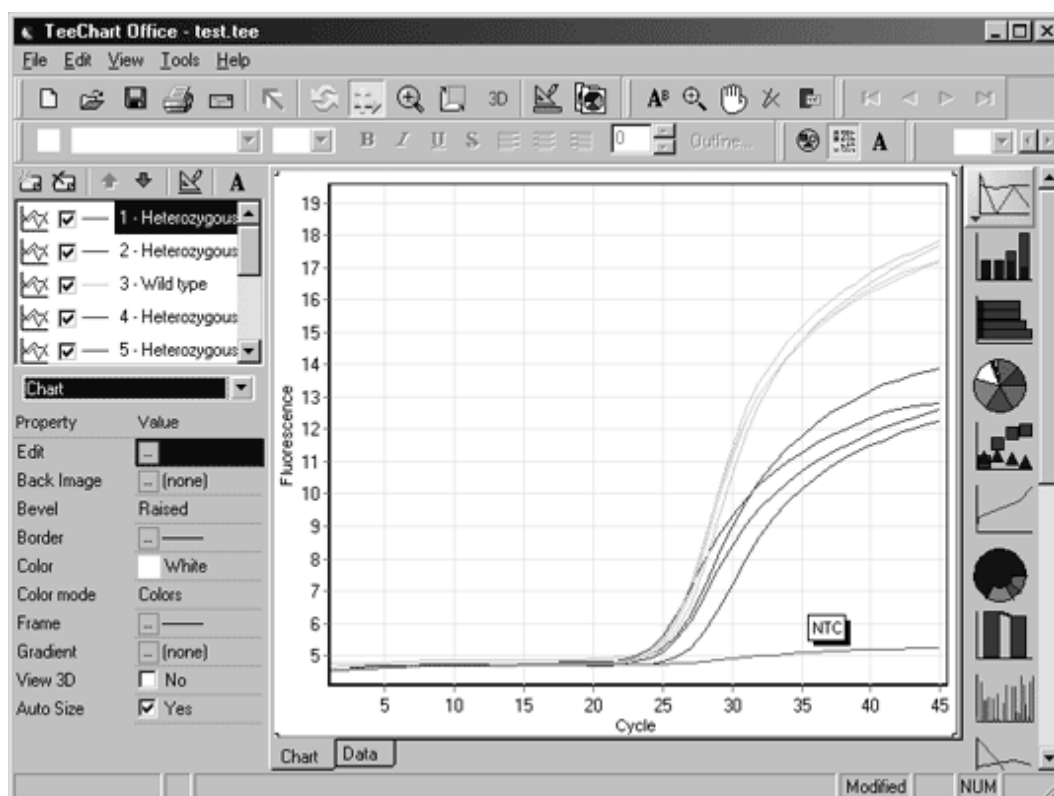 TeeChart Office - test.tee
File Edit View Tools Help
3D
B I U S 0 Outline... A
A
1 - Heterozygous
2 - Heterozygous
3 - Wild type
4 - Heterozygous
5 - Heterozygous
Chart
Property Value
Edit ...
Back Image ... (none)
Bevel Raised
Border ...
Color White
Color mode Colors
Frame ...
Gradient ... (none)
View 3D No
Auto Size Yes
Fluorescence
19
18
17
16
15
14
13
12
11
10
9
8
7
6
5
NTC
5 10 15 20 25 30 35 40 45
Cycle
Chart Data
Modified NUM